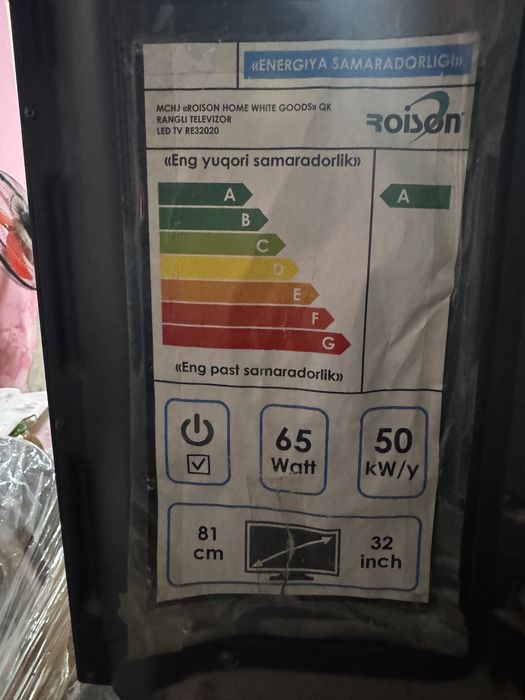 «ENERGIYA SAMARADORLIGI»
MCHJ «ROISON HOME WHITE GOODS» QK
RANGLI TELEVIZOR
LED TV RE32020
ROISON
«Eng yuqori samaradorlik»
A
A
B
C
D
E
F
G
«Eng past samaradorlik»
65
Watt
50
kW/y
81
cm
32
inch